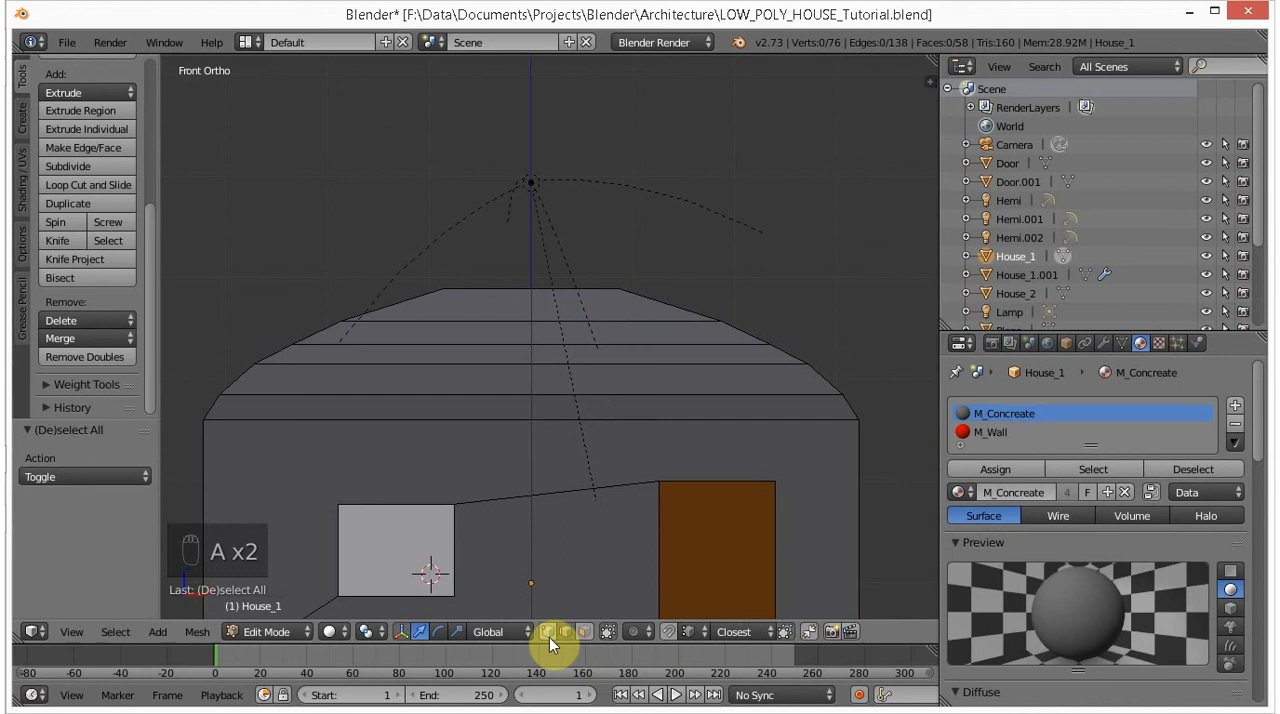 Blender* [F:\Data\Documents\Projects\Blender\Architecture\LOW_POLY_HOUSE_Tutorial.blend]
File Render Window Help Default Scene Blender Render v2.73 | Verts:0/76 | Edges:0/138 | Faces:0/58 | Tris:160 | Mem:28.92M | House_1
Tools
Create
Shading / UVs
Options
Grease Pencil
Add:
Extrude
Extrude Region
Extrude Individual
Make Edge/Face
Subdivide
Loop Cut and Slide
Duplicate
Spin Screw
Knife Select
Knife Project
Bisect
Remove:
Delete
Merge
Remove Doubles
Weight Tools
History
(De)select All
Action
Toggle
Front Ortho
A x2
Last: (De)select All
(1) House_1
View Select Add Mesh Edit Mode Global Closest
-80 -60 -40 -20 0 20 40 60 80 100 120 140 160 180 200 220 240 260 280 300
View Marker Frame Playback Start: 1 End: 250 1 No Sync
View Search All Scenes
Scene
RenderLayers
World
Camera
Door
Door.001
Hemi
Hemi.001
Hemi.002
House_1
House_1.001
House_2
Lamp
House_1 M_Concreate
M_Concreate
M_Wall
Assign Select Deselect
M_Concreate 4 F Data
Surface Wire Volume Halo
Preview
Diffuse